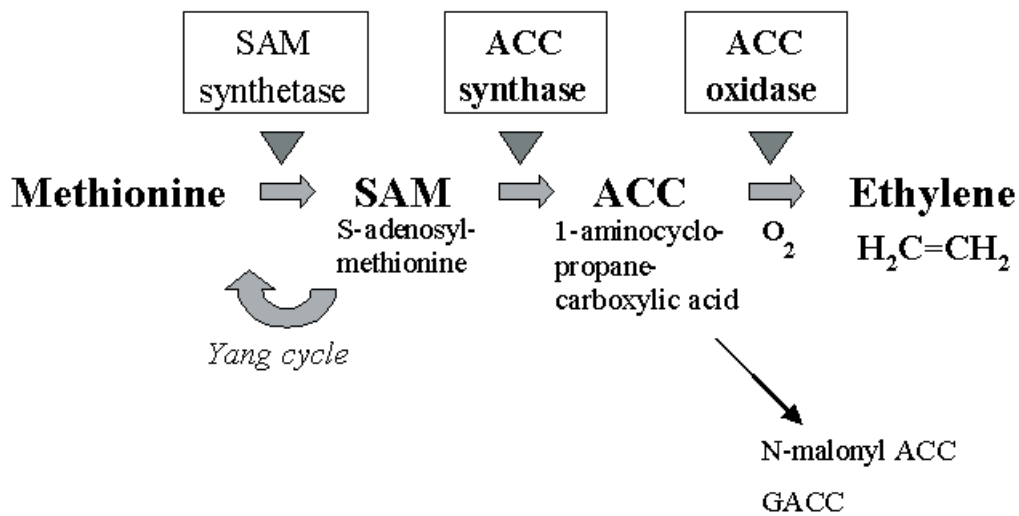 SAM
synthetase
ACC
synthase
ACC
oxidase
Methionine
SAM
S-adenosyl-
methionine
ACC
1-aminocyclo-
propane-
carboxylic acid
O₂
Ethylene
H₂C=CH₂
Yang cycle
N-malonyl ACC
GACC